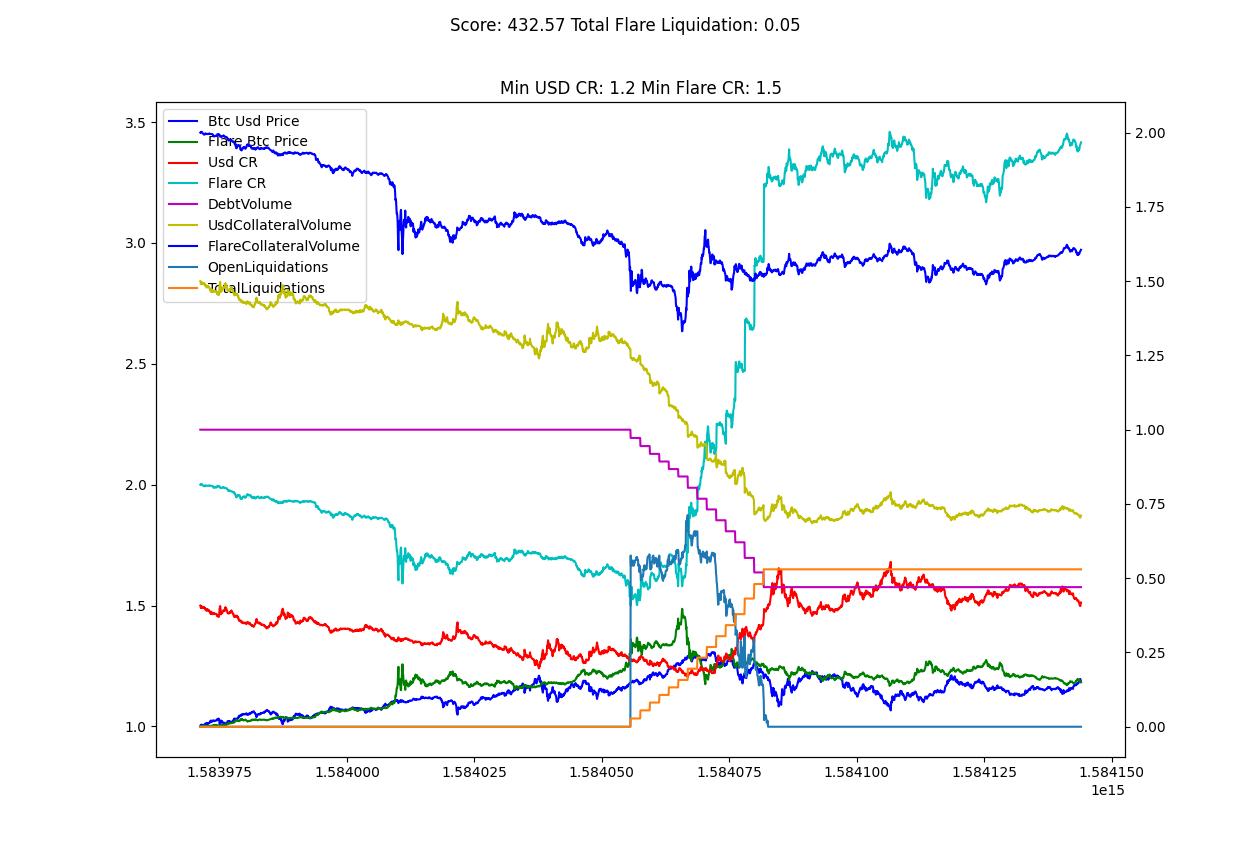 Score: 432.57 Total Flare Liquidation: 0.05
Min USD CR: 1.2 Min Flare CR: 1.5
Btc Usd Price
Flare Btc Price
Usd CR
Flare CR
DebtVolume
UsdCollateralVolume
FlareCollateralVolume
OpenLiquidations
TotalLiquidations
3.5
3.0
2.5
2.0
1.5
1.0
2.00
1.75
1.50
1.25
1.00
0.75
0.50
0.25
0.00
1.583975 1.584000 1.584025 1.584050 1.584075 1.584100 1.584125 1.584150
1e15